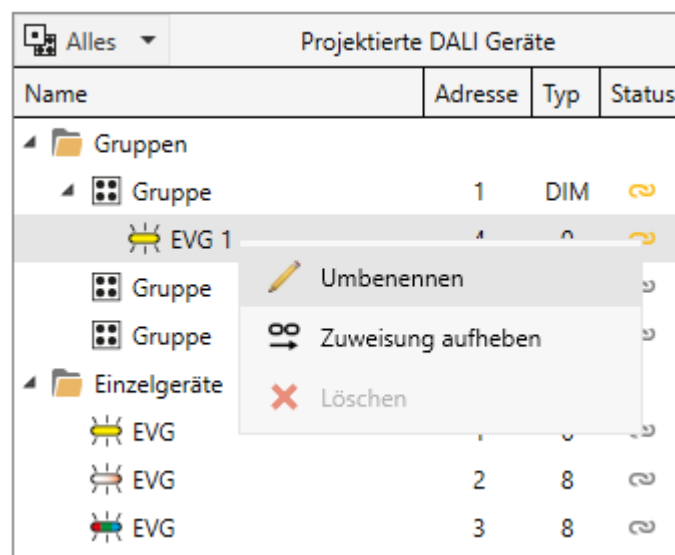 Alles Projektierte DALI Geräte
Name Adresse Typ Status
Gruppen
Gruppe 1 DIM
EVG 1
Umbenennen
Gruppe
Zuweisung aufheben
Gruppe
Einzelgeräte
Löschen
EVG
EVG 2 8
EVG 3 8